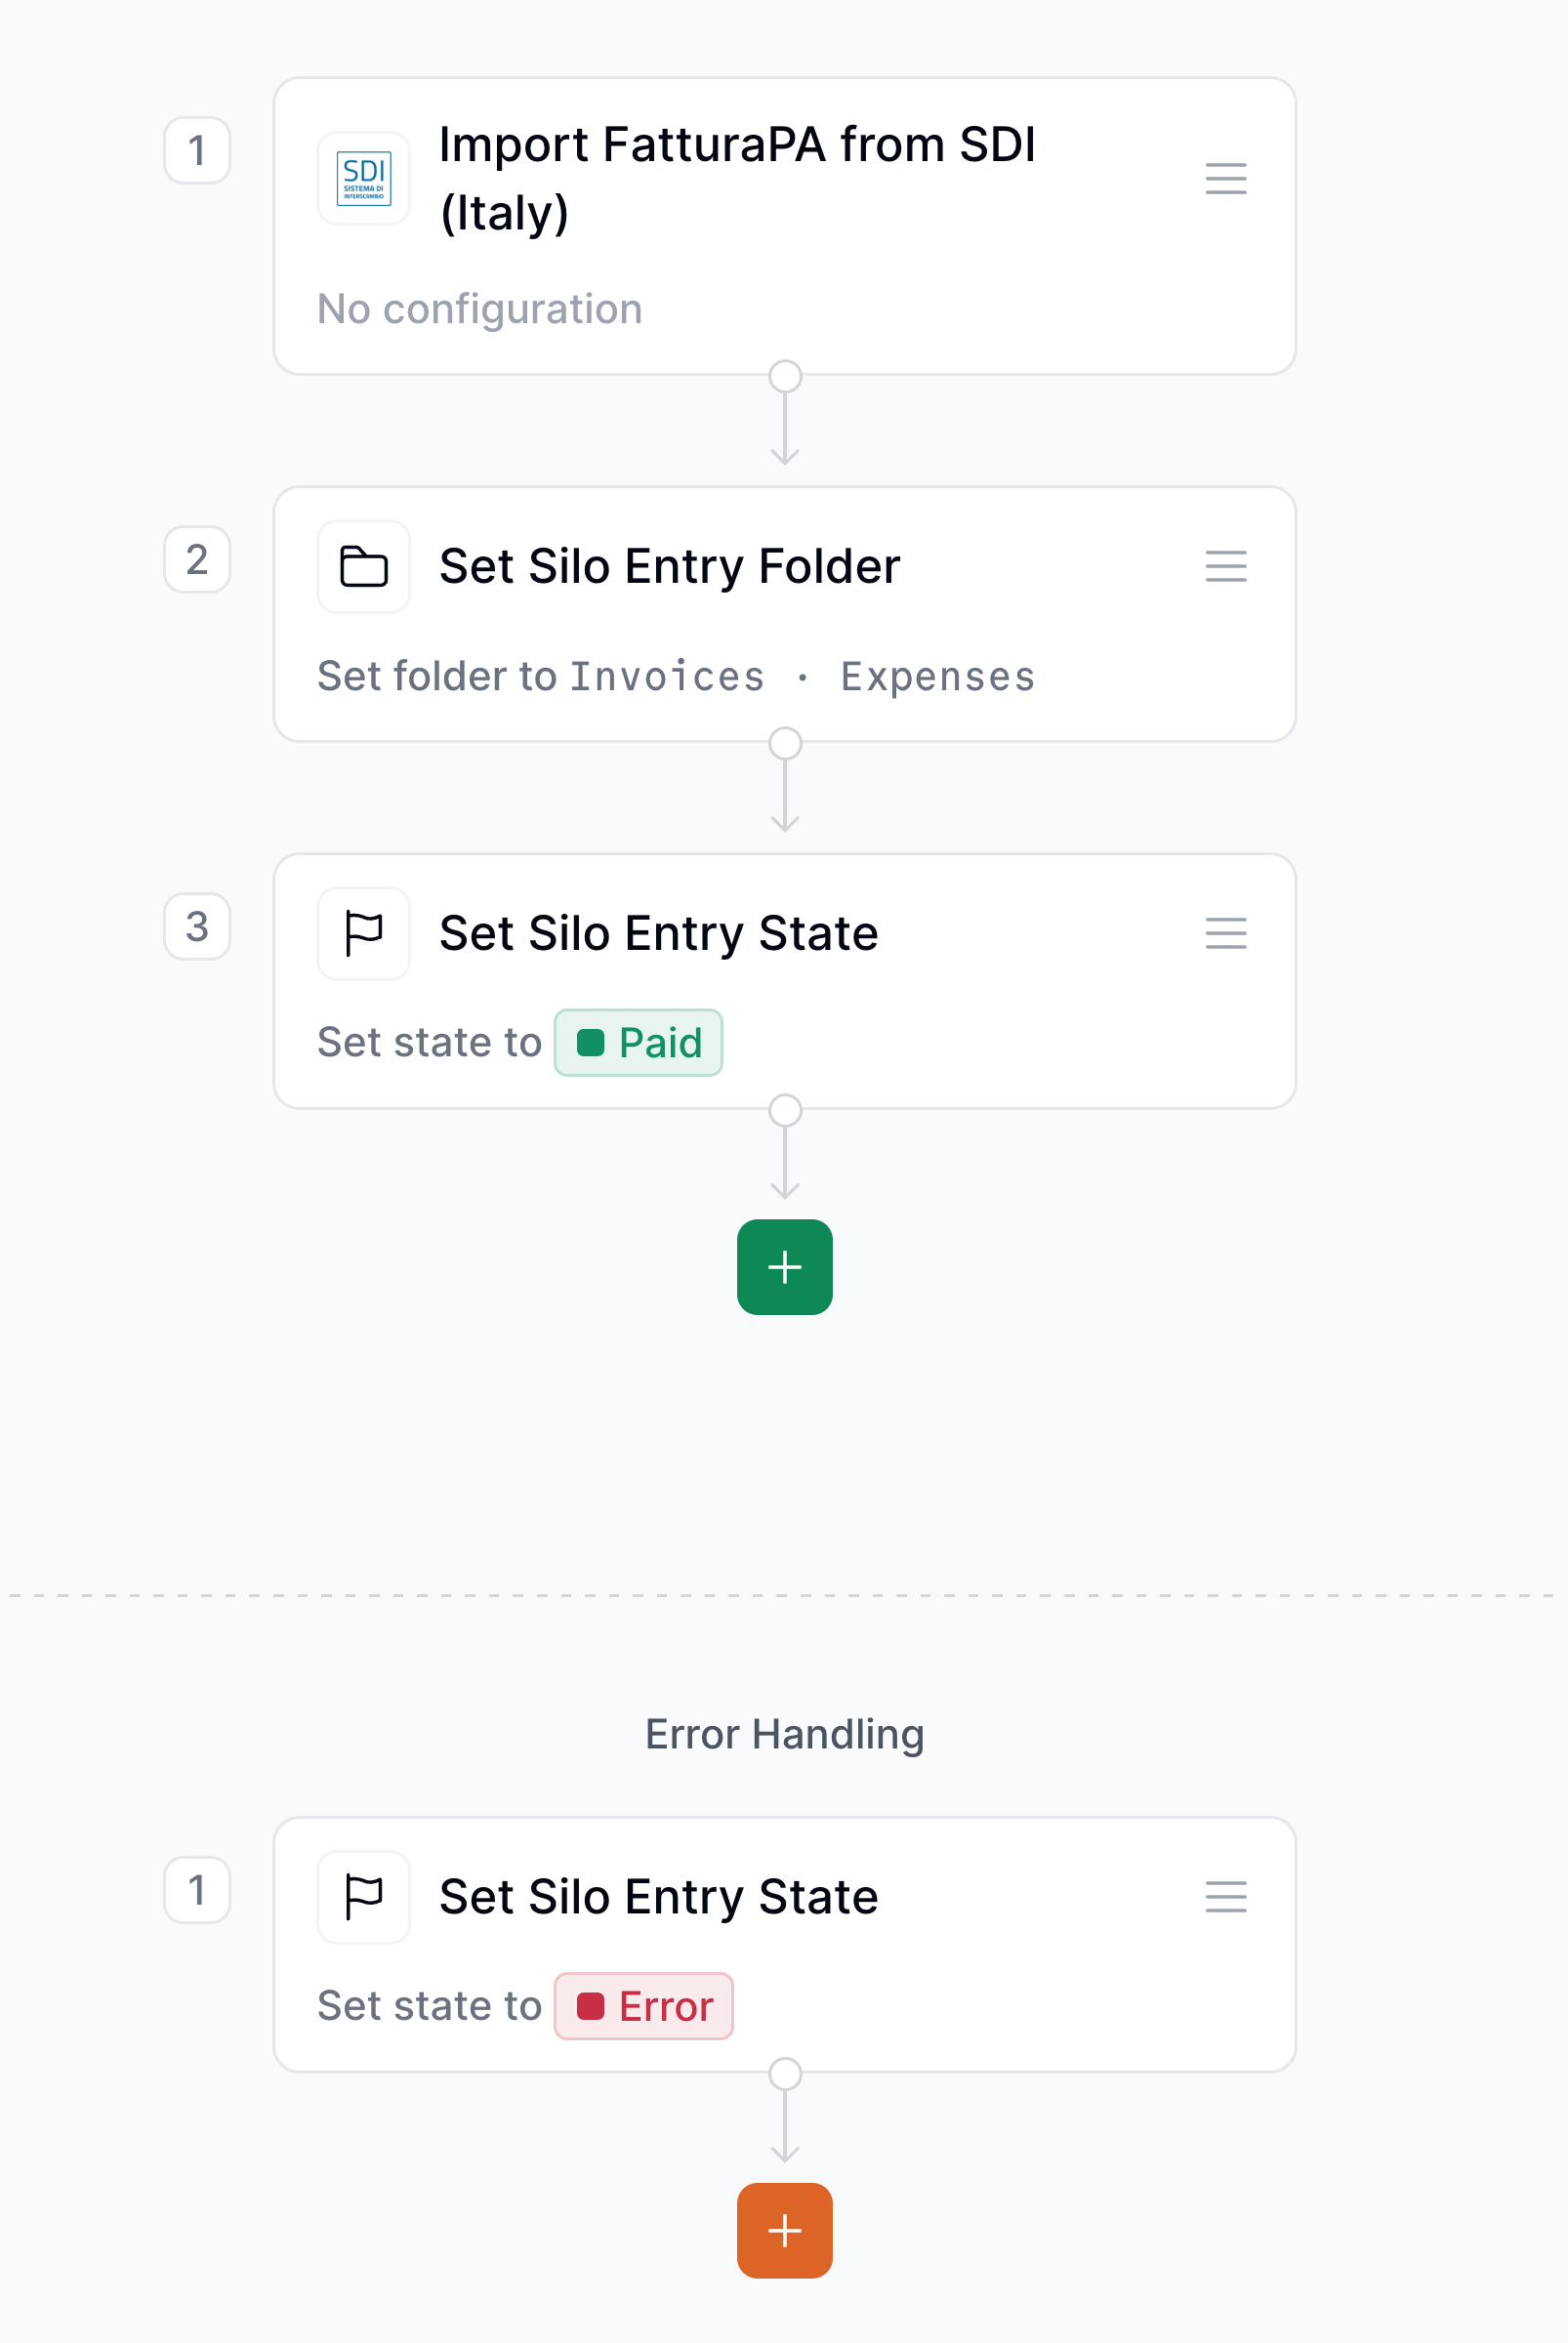 1
SDI
SISTEMA DI
INTERSCAMBIO
Import FatturaPA from SDI
(Italy)
No configuration
2
Set Silo Entry Folder
Set folder to Invoices · Expenses
3
Set Silo Entry State
Set state to Paid
Error Handling
1
Set Silo Entry State
Set state to Error